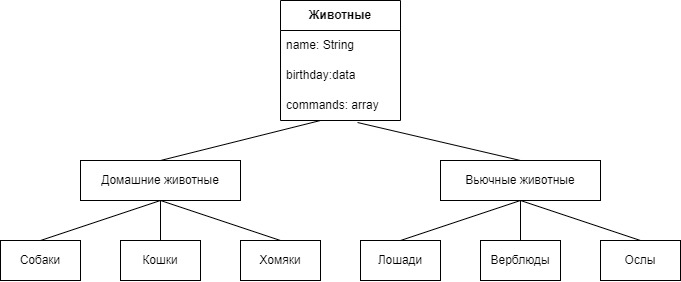 Животные
name: String
birthday:data
commands: array
Домашние животные
Вьючные животные
Собаки
Кошки
Хомяки
Лошади
Верблюды
Ослы